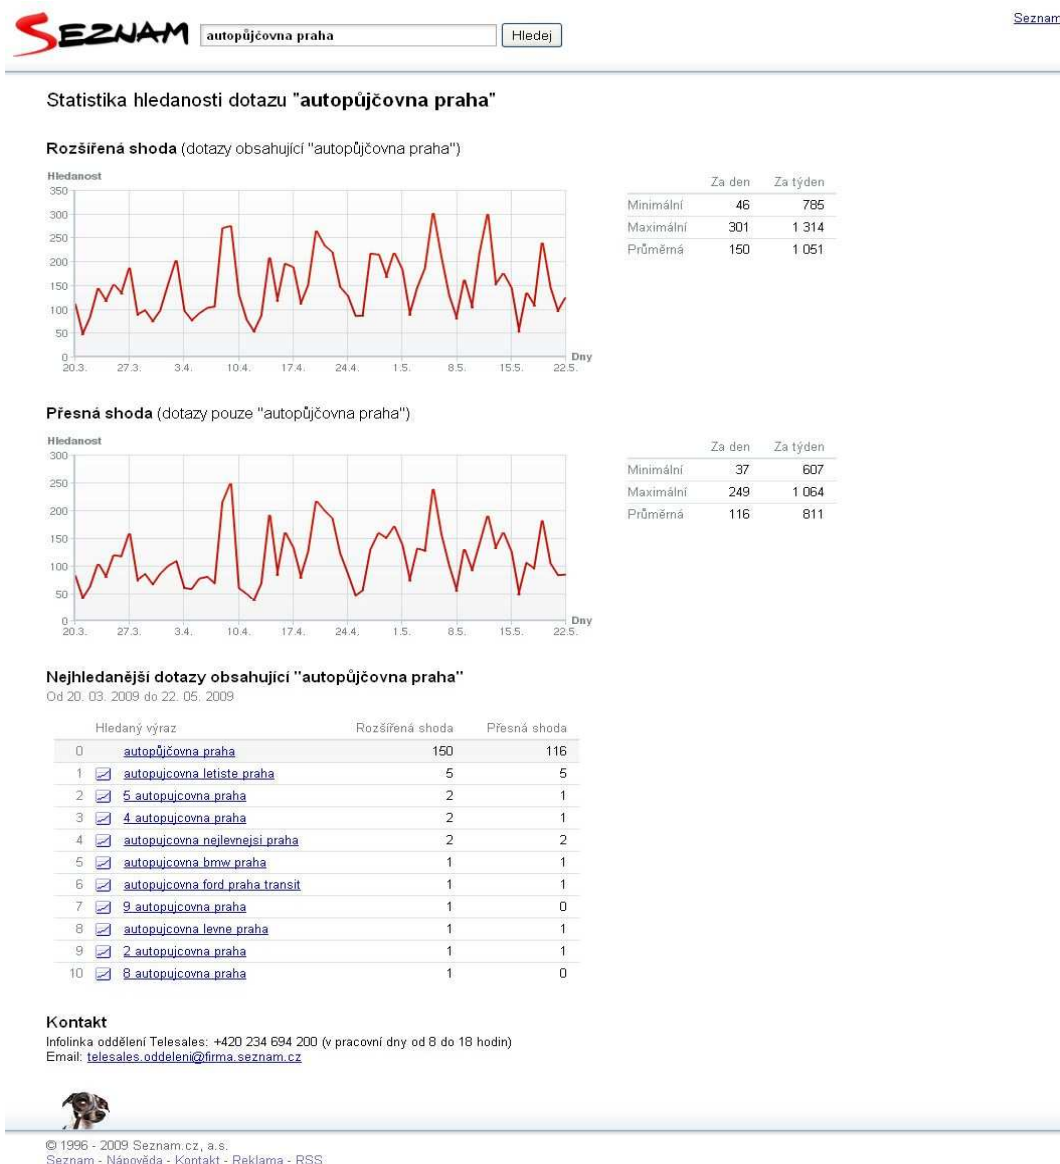 SEZNAM autopůjčovna praha Hledej Seznam
Statistika hledanosti dotazu "autopůjčovna praha"
Rozšířená shoda (dotazy obsahující "autopůjčovna praha")
Hledanost
350
300
250
200
150
100
50
0
Dny
20.3. 27.3. 3.4. 10.4. 17.4. 24.4. 1.5. 8.5. 15.5. 22.5.
Za den Za týden
Minimální 46 785
Maximální 301 1 314
Průměrná 150 1 051
Přesná shoda (dotazy pouze "autopůjčovna praha")
Hledanost
300
250
200
150
100
50
0
Dny
20.3. 27.3. 3.4. 10.4. 17.4. 24.4. 1.5. 8.5. 15.5. 22.5.
Za den Za týden
Minimální 37 607
Maximální 249 1 064
Průměrná 116 811
Nejhledanější dotazy obsahující "autopůjčovna praha"
Od 20. 03. 2009 do 22. 05. 2009
Hledaný výraz Rozšířená shoda Přesná shoda
0 autopůjčovna praha 150 116
1 autopujcovna letiste praha 5 5
2 5 autopujcovna praha 2 1
3 4 autopujcovna praha 2 1
4 autopujcovna nejlevnejsi praha 2 2
5 autopujcovna bmw praha 1 1
6 autopujcovna ford praha transit 1 1
7 9 autopujcovna praha 1 0
8 autopujcovna levne praha 1 1
9 2 autopujcovna praha 1 1
10 8 autopujcovna praha 1 0
Kontakt
Infolinka oddělení Telesales: +420 234 694 200 (v pracovní dny od 8 do 18 hodin)
Email: telesales.oddeleni@firma.seznam.cz
© 1996 - 2009 Seznam.cz, a.s.
Seznam - Nápověda - Kontakt - Reklama - RSS